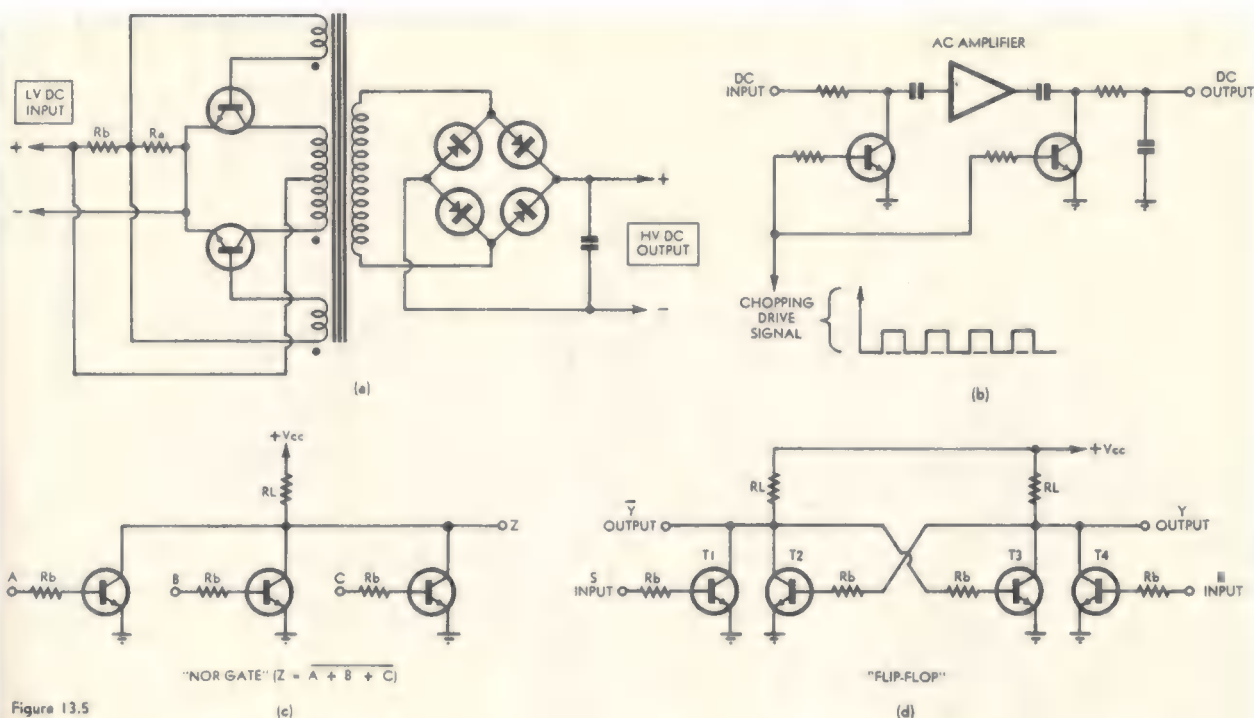 LV DC
INPUT
Rb
Ra
+
−
+
HV DC
OUTPUT
−
(a)
AC AMPLIFIER
DC
INPUT
DC
OUTPUT
CHOPPING
DRIVE
SIGNAL
(b)
+Vcc
RL
Z
A
Rb
B
Rb
C
Rb
"NOR GATE" (Z = \overline{A + B + C})
Figure 13.5
(c)
+Vcc
RL
RL
Y̅
OUTPUT
Y
OUTPUT
T1
T2
T3
T4
S
INPUT
Rb
Rb
Rb
Rb
INPUT
"FLIP-FLOP"
(d)